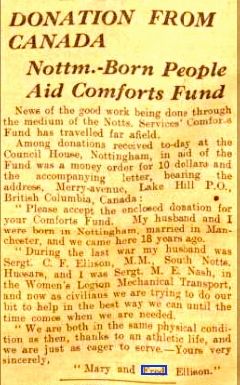 DONATION FROM
CANADA
Nottm.-Born People
Aid Comforts Fund
News of the good work being done through
the medium of the Notts. Services' Comforts
Fund has travelled far afield.
Among donations received to-day at the
Council House, Nottingham, in aid of the
Fund was a money order for 10 dollars and
the accompanying letter, bearing the
address, Merry-avenue, Lake Hill P.O.,
British Columbia, Canada:
" Please accept the enclosed donation for
your Comforts Fund. My husband and I
were born in Nottingham, married in Man-
chester, and we came here 18 years ago.
" During the last war my husband was
Sergt. C. F. Ellison, M.M., South Notts.
Hussars, and I was Sergt. M. E. Nash, in
the Women's Legion Mechanical Transport,
and now as civilians we are trying to do our
bit to help in the best way we can until the
time comes when we are needed.
" We are both in the same physical condi-
tion as then, thanks to an athletic life, and
we are just as eager to serve.—Yours very
sincerely,
" Mary and Ellison."